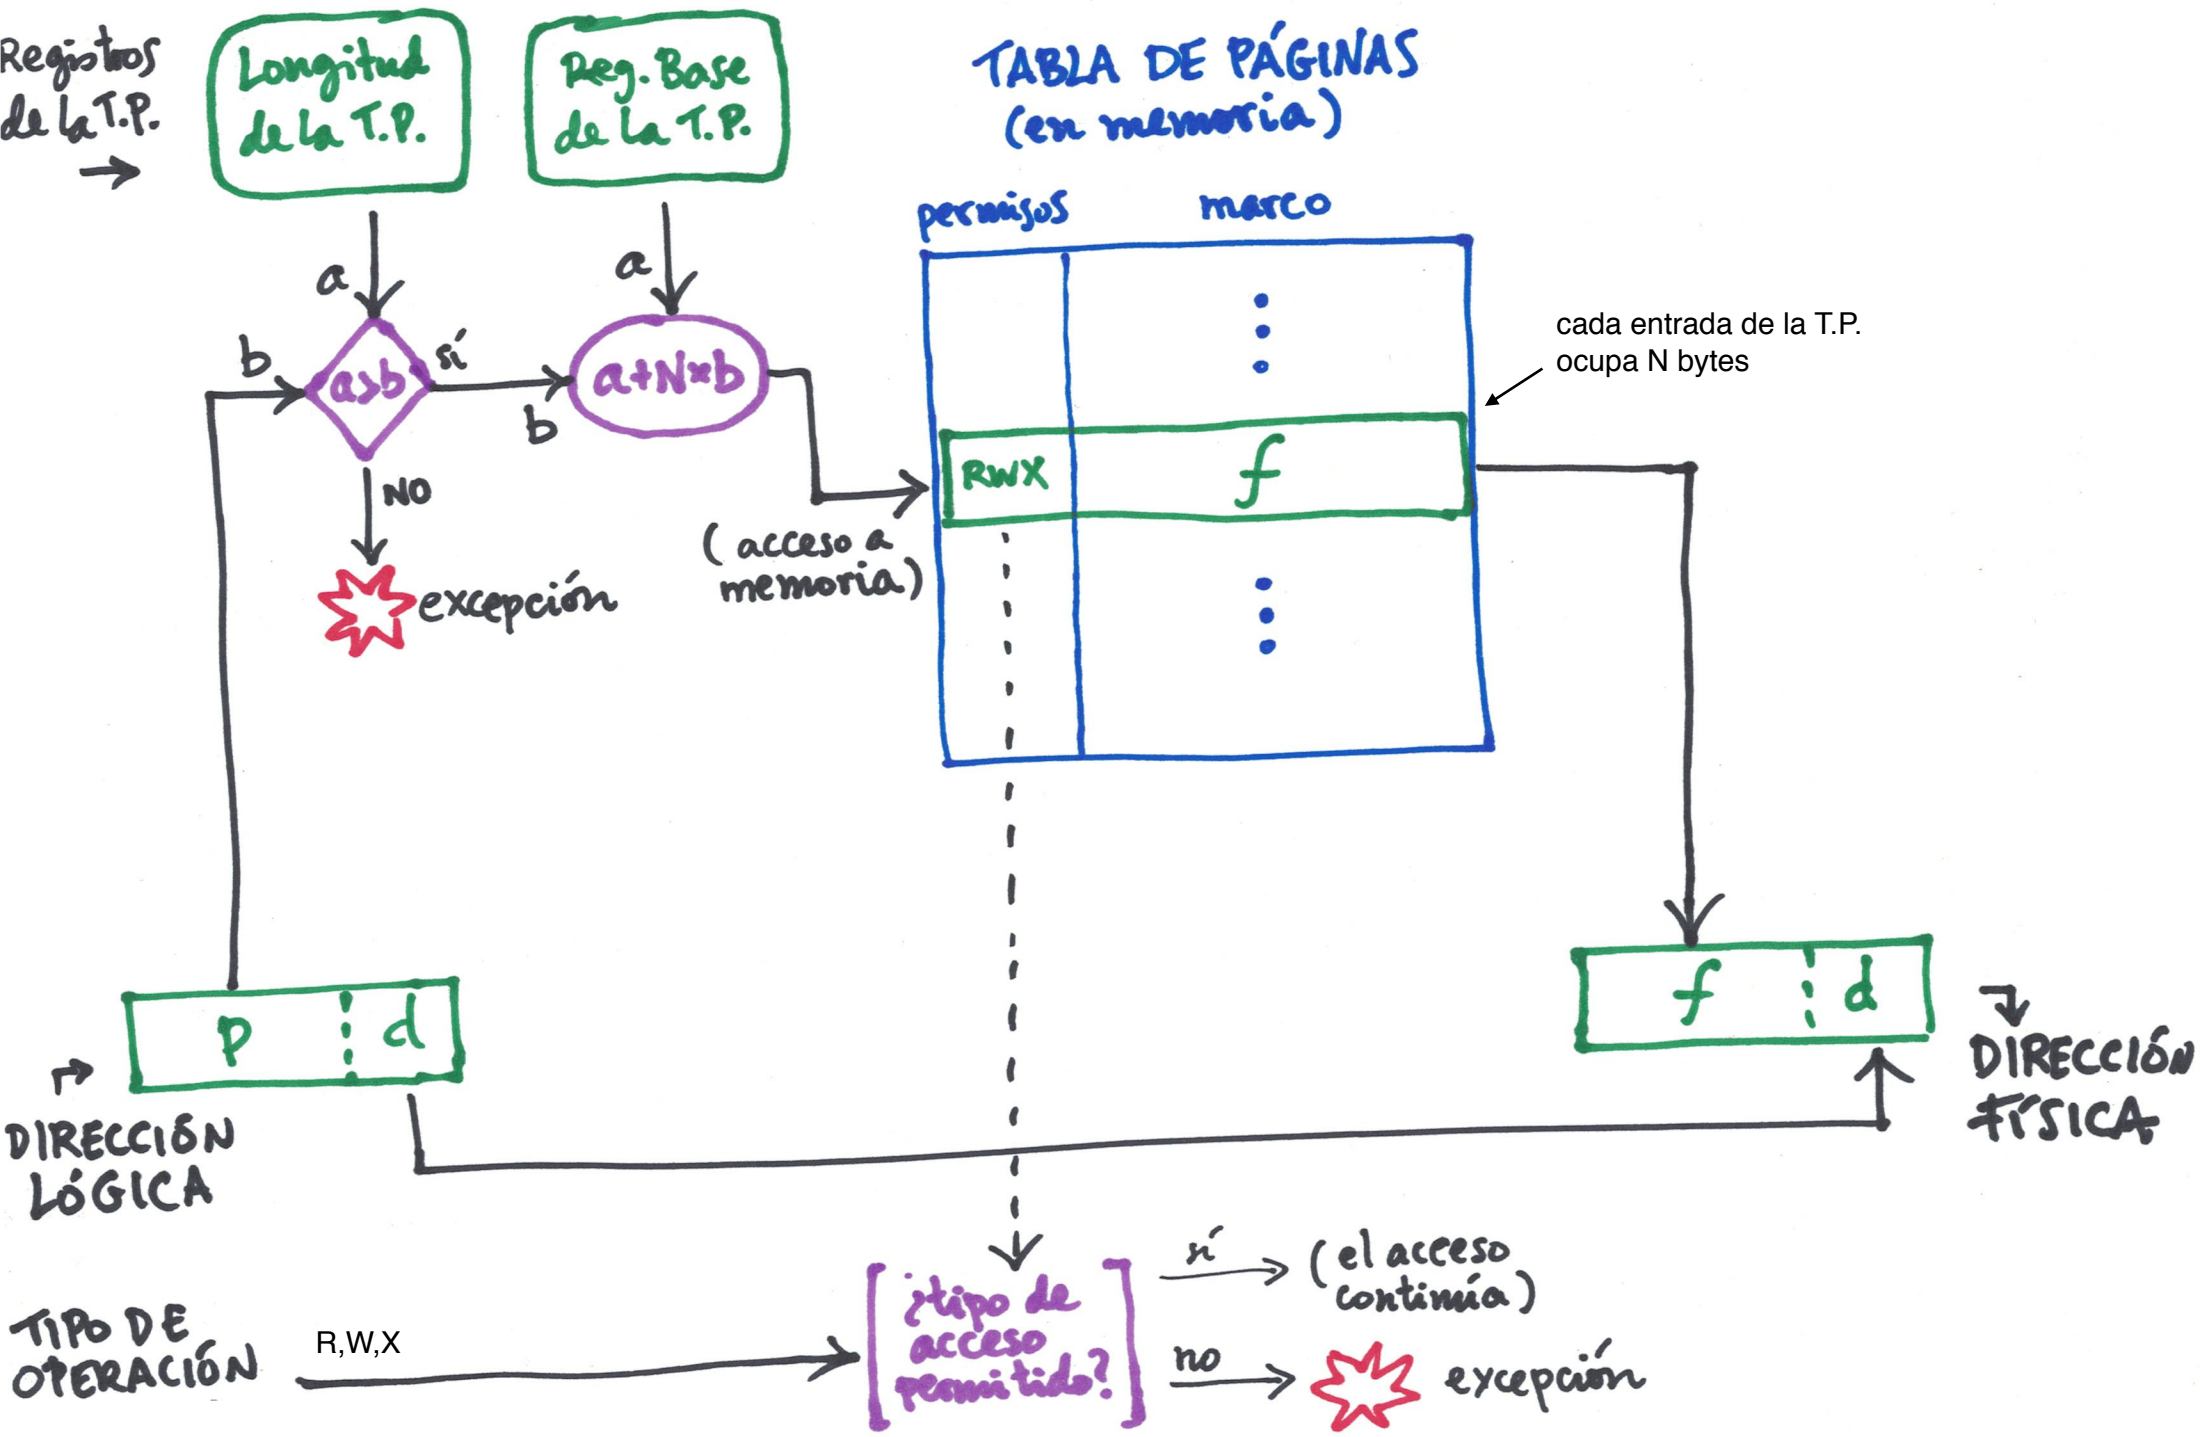 Registros
de la T.P.
Longitud
de la T.P.
Reg. Base
de la T.P.
TABLA DE PÁGINAS
(en memoria)
permisos
marco
a
a
b
a>b
sí
b
a+N*b
cada entrada de la T.P.
ocupa N bytes
RWX
f
NO
excepción
(acceso a
memoria)
p
d
f
d
DIRECCIÓN
LÓGICA
DIRECCIÓN
FÍSICA
TIPO DE
OPERACIÓN
R,W,X
¿tipo de
acceso
permitido?
sí
(el acceso
continúa)
no
excepción